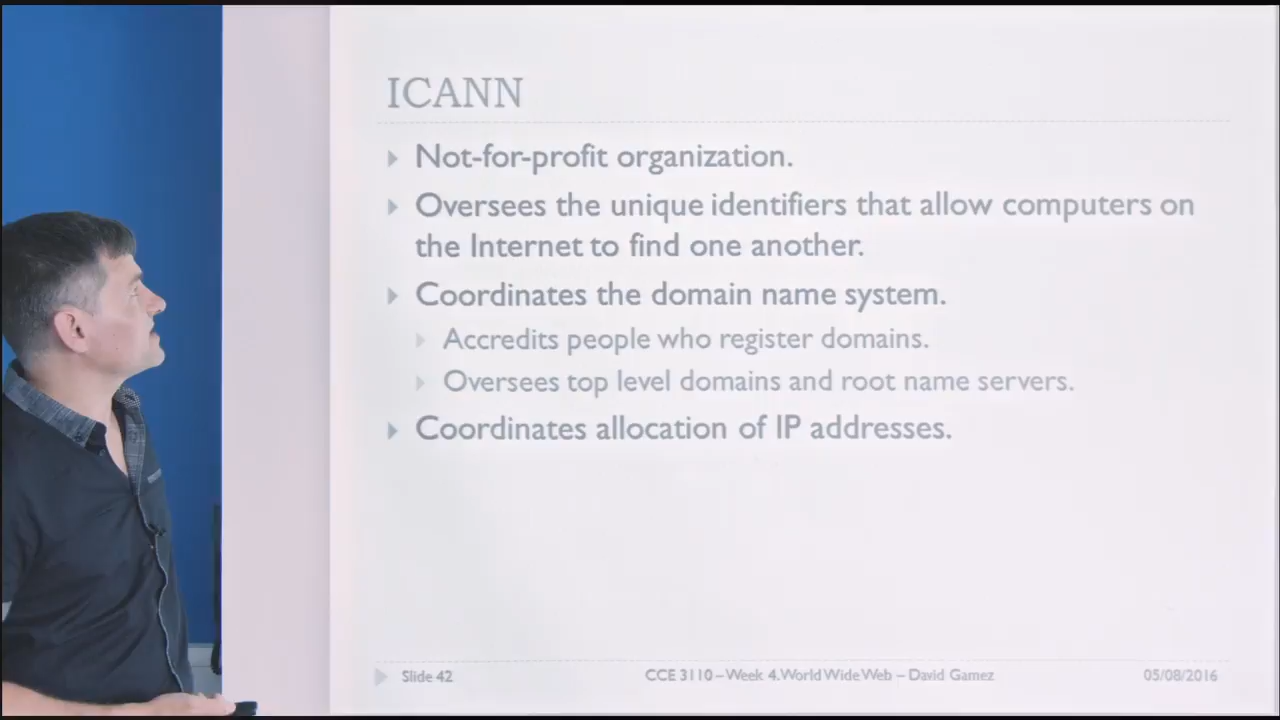 ICANN
Not-for-profit organization.
Oversees the unique identifiers that allow computers on
the Internet to find one another.
Coordinates the domain name system.
Accredits people who register domains.
Oversees top level domains and root name servers.
Coordinates allocation of IP addresses.
Slide 42
CCE 3110 – Week 4. World Wide Web – David Gamez
05/08/2016